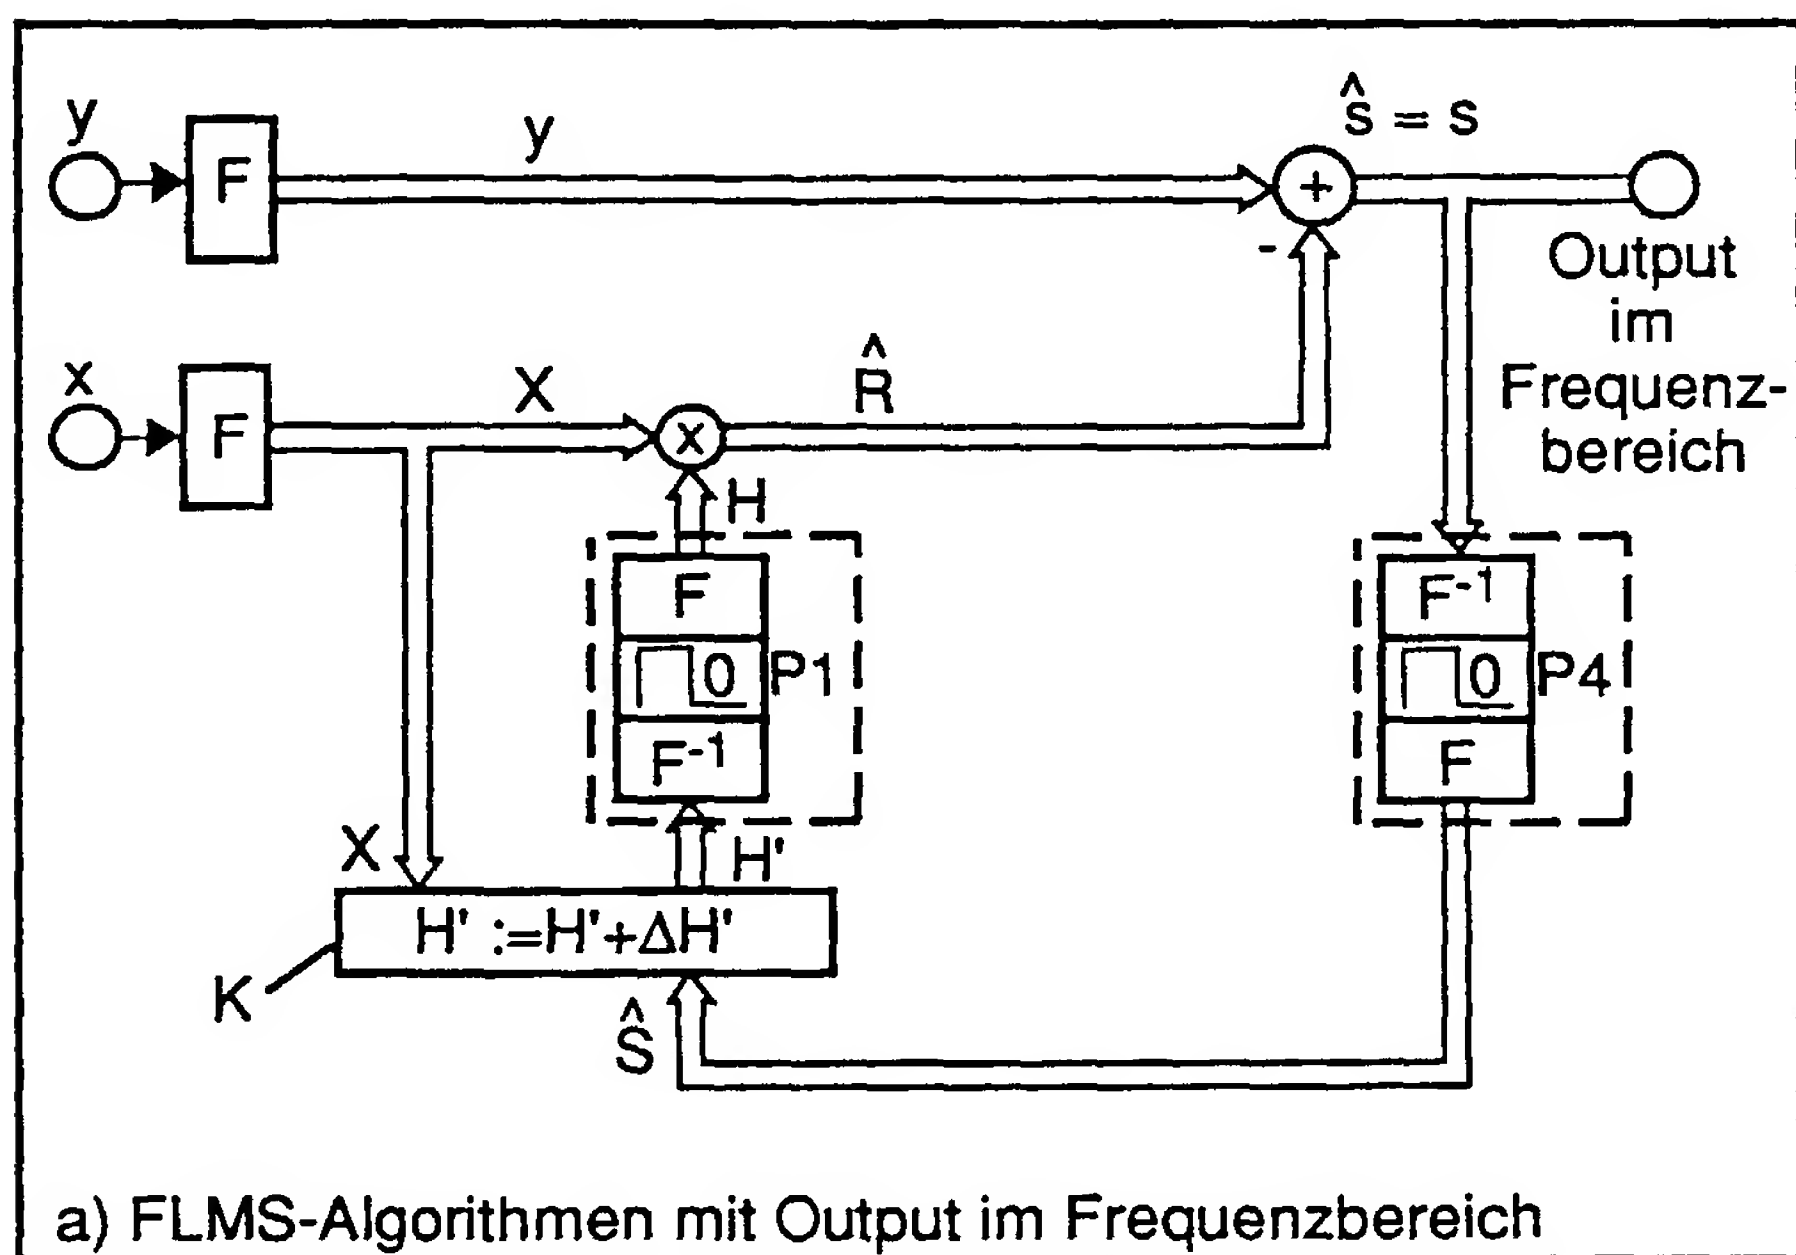 y
F
y
ŝ = s
+
-
Output
im
Frequenz-
bereich
x
F
X
x
R̂
H
F
0
P1
F⁻¹
F⁻¹
0
P4
F
X
H'
H' :=H'+ΔH'
K
Ŝ
a) FLMS-Algorithmen mit Output im Frequenzbereich